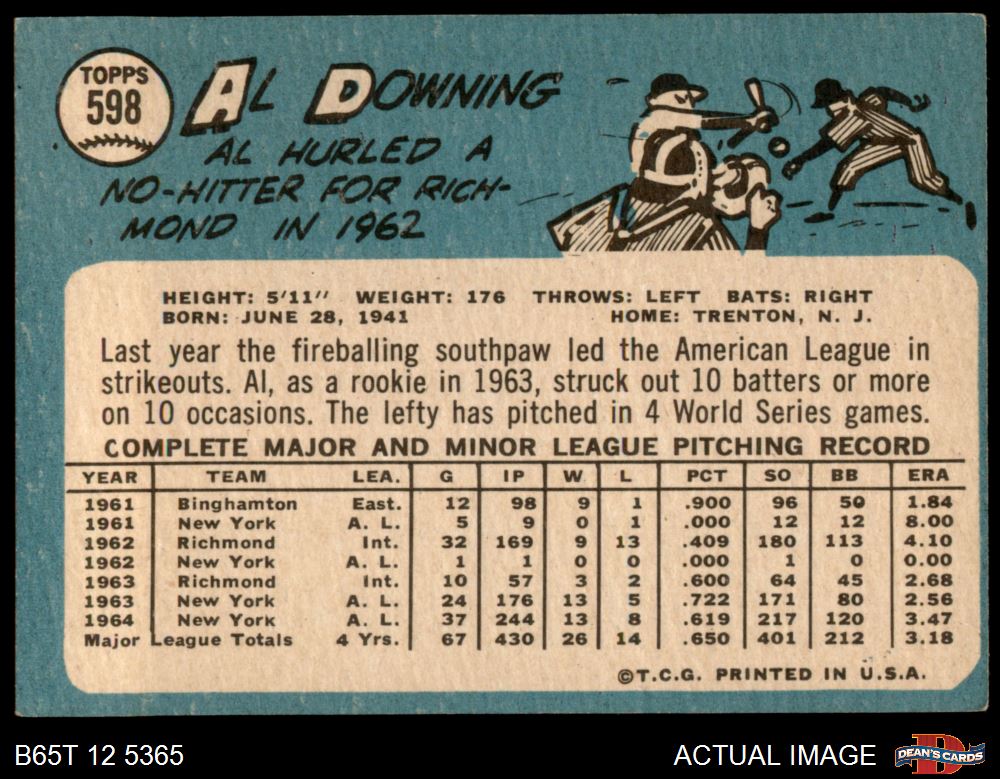 TOPPS
598
AL DOWNING
AL HURLED A
NO-HITTER FOR RICH-
MOND IN 1962
HEIGHT: 5'11" WEIGHT: 176 THROWS: LEFT BATS: RIGHT
BORN: JUNE 28, 1941 HOME: TRENTON, N. J.
Last year the fireballing southpaw led the American League in
strikeouts. Al, as a rookie in 1963, struck out 10 batters or more
on 10 occasions. The lefty has pitched in 4 World Series games.
COMPLETE MAJOR AND MINOR LEAGUE PITCHING RECORD
YEAR TEAM LEA. G IP W L PCT SO BB ERA
1961 Binghamton East. 12 98 9 1 .900 96 50 1.84
1961 New York A. L. 5 9 0 1 .000 12 12 8.00
1962 Richmond Int. 32 169 9 13 .409 180 113 4.10
1962 New York A. L. 1 1 0 0 .000 1 0 0.00
1963 Richmond Int. 10 57 3 2 .600 64 45 2.68
1963 New York A. L. 24 176 13 5 .722 171 80 2.56
1964 New York A. L. 37 244 13 8 .619 217 120 3.47
Major League Totals 4 Yrs. 67 430 26 14 .650 401 212 3.18
©T.C.G. PRINTED IN U.S.A.
B65T 12 5365 ACTUAL IMAGE DEAN'S CARDS